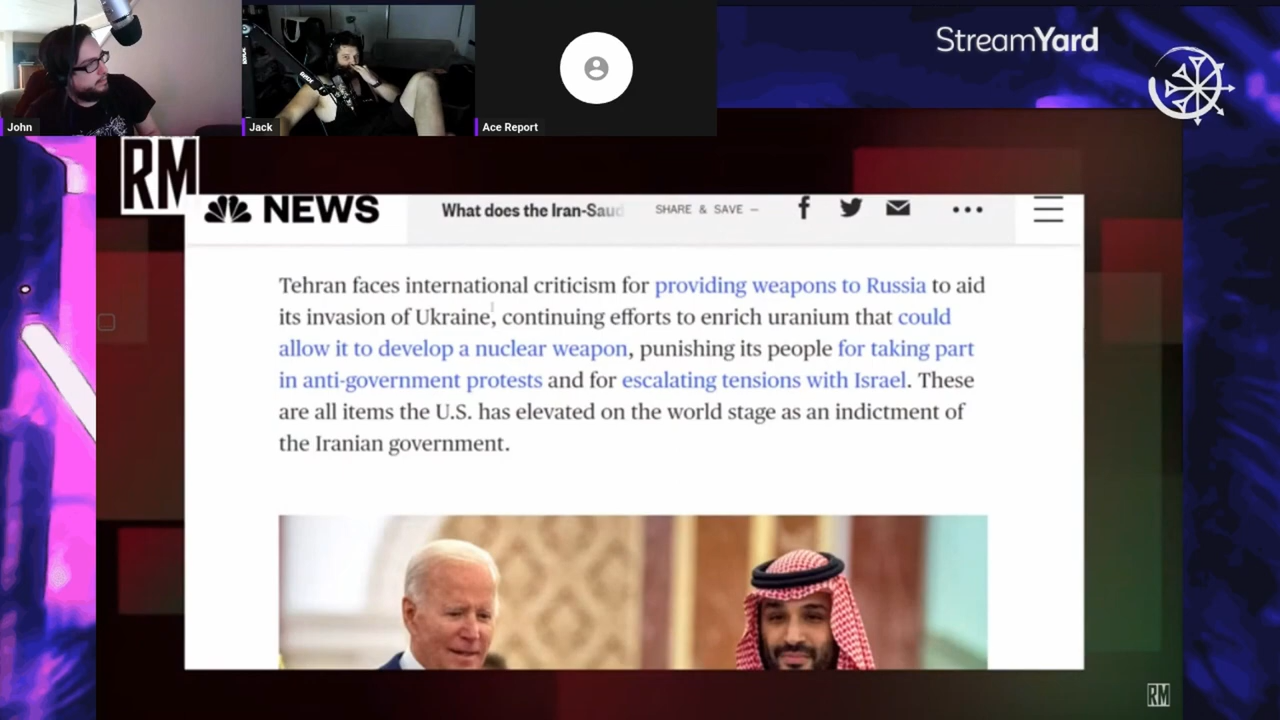 StreamYard
John
Jack
Ace Report
RM
NEWS
What does the Iran-Saud
SHARE & SAVE —
Tehran faces international criticism for providing weapons to Russia to aid
its invasion of Ukraine, continuing efforts to enrich uranium that could
allow it to develop a nuclear weapon, punishing its people for taking part
in anti-government protests and for escalating tensions with Israel. These
are all items the U.S. has elevated on the world stage as an indictment of
the Iranian government.
RM